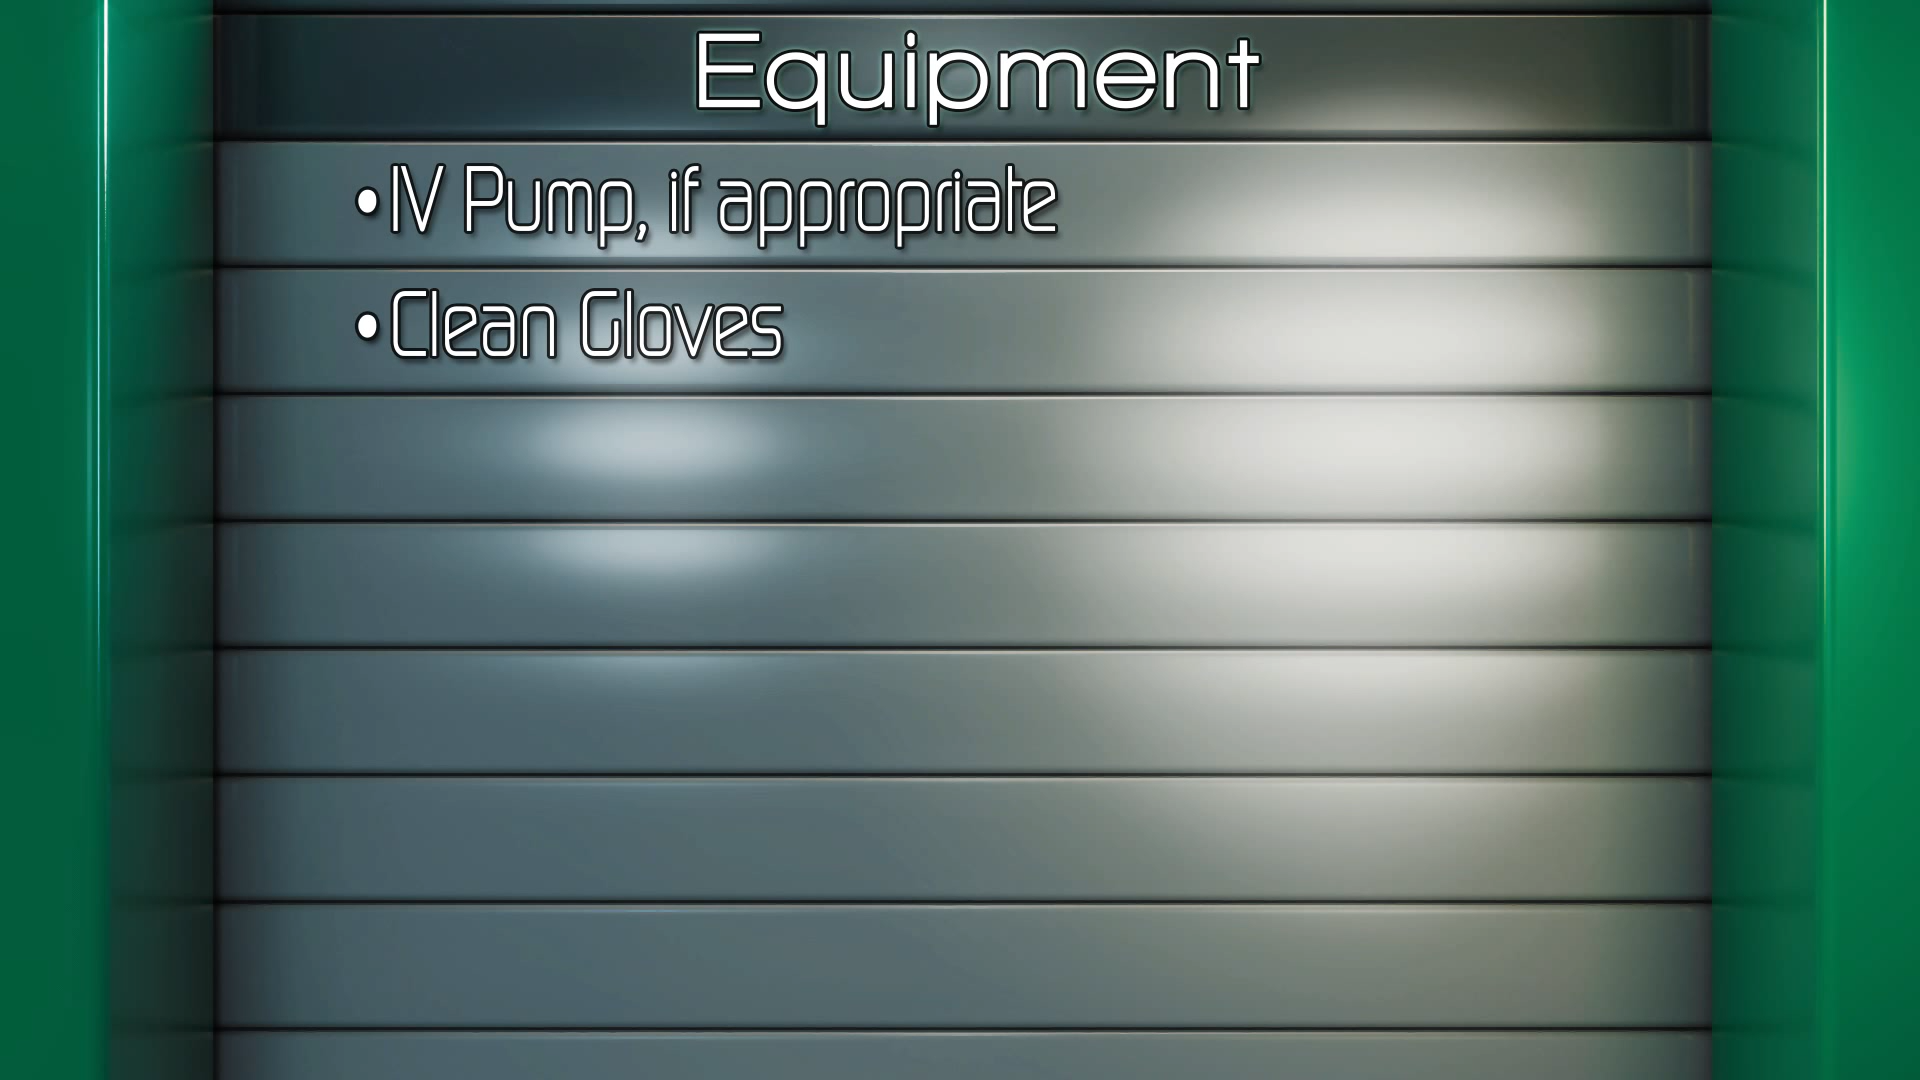 Equipment
•IV Pump, if appropriate
•Clean Gloves